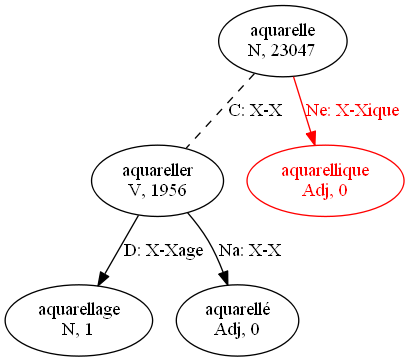 aquarelle
N, 23047
C: X-X
Ne: X-Xique
aquareller
V, 1956
aquarellique
Adj, 0
D: X-Xage
Na: X-X
aquarellage
N, 1
aquarellé
Adj, 0